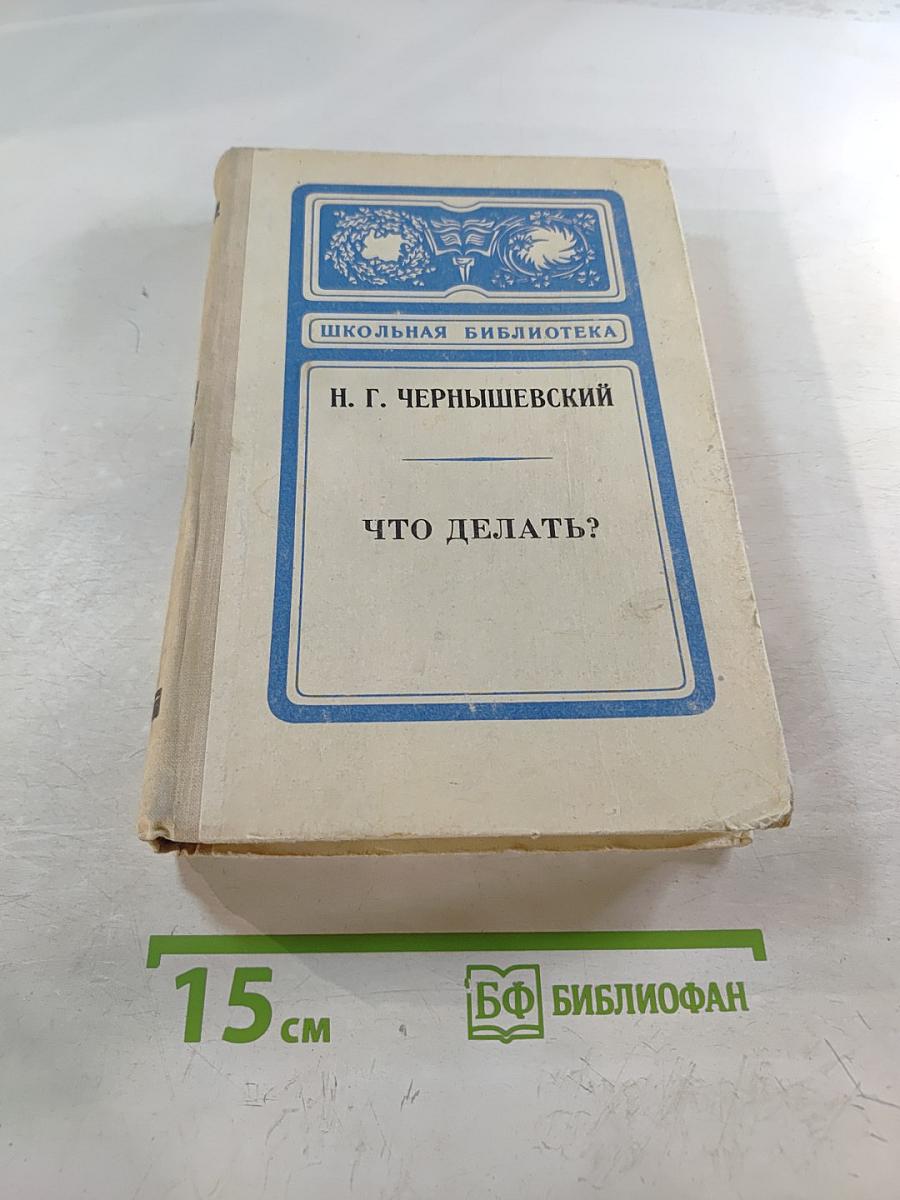 ШКОЛЬНАЯ БИБЛИОТЕКА
Н. Г. ЧЕРНЫШЕВСКИЙ
ЧТО ДЕЛАТЬ?
15 см
БФ БИБЛИОФАН